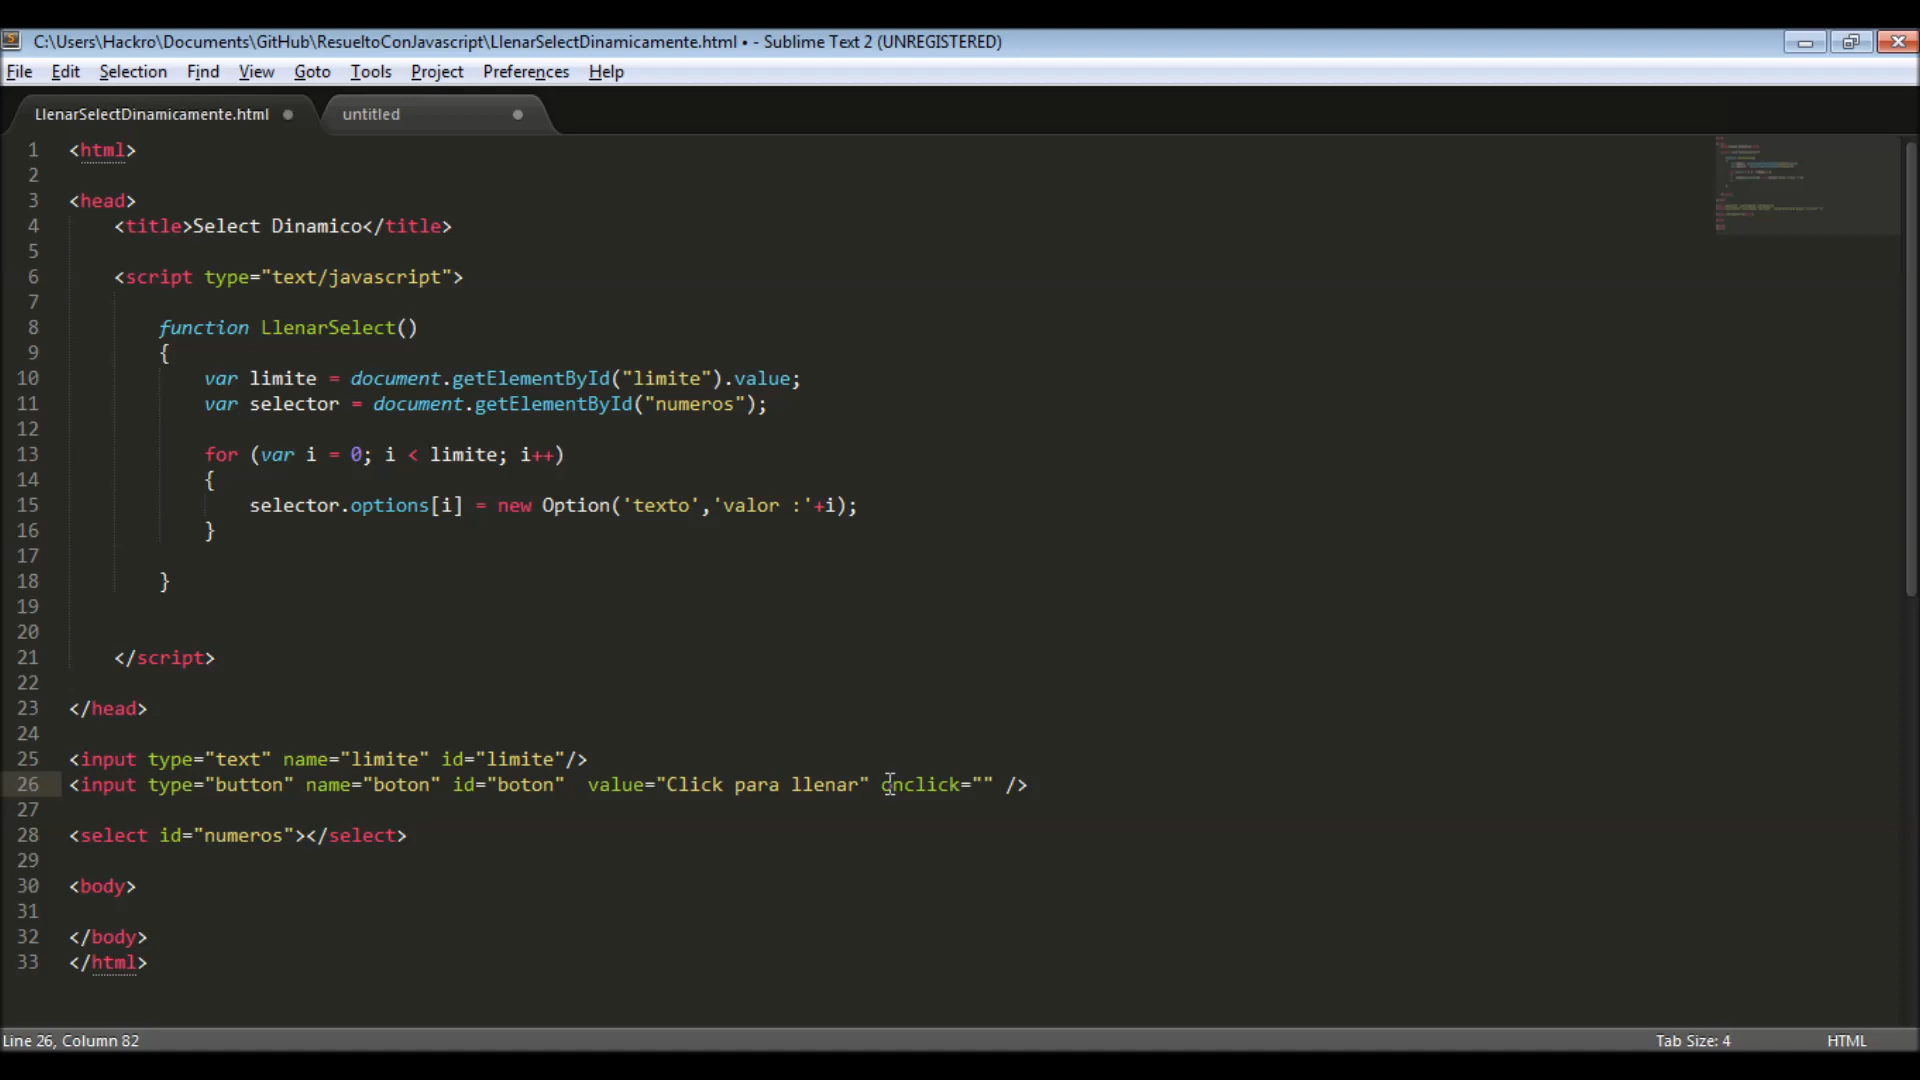 C:\Users\Hackro\Documents\GitHub\ResueltoConJavascript\LlenarSelectDinamicamente.html • - Sublime Text 2 (UNREGISTERED)
File Edit Selection Find View Goto Tools Project Preferences Help
LlenarSelectDinamicamente.html untitled
1 <html>
2
3 <head>
4 <title>Select Dinamico</title>
5
6 <script type="text/javascript">
7
8 function LlenarSelect()
9 {
10 var limite = document.getElementById("limite").value;
11 var selector = document.getElementById("numeros");
12
13 for (var i = 0; i < limite; i++)
14 {
15 selector.options[i] = new Option('texto','valor :'+i);
16 }
17
18 }
19
20
21 </script>
22
23 </head>
24
25 <input type="text" name="limite" id="limite"/>
26 <input type="button" name="boton" id="boton"  value="Click para llenar" onclick="" />
27
28 <select id="numeros"></select>
29
30 <body>
31
32 </body>
33 </html>
Line 26, Column 82 Tab Size: 4 HTML